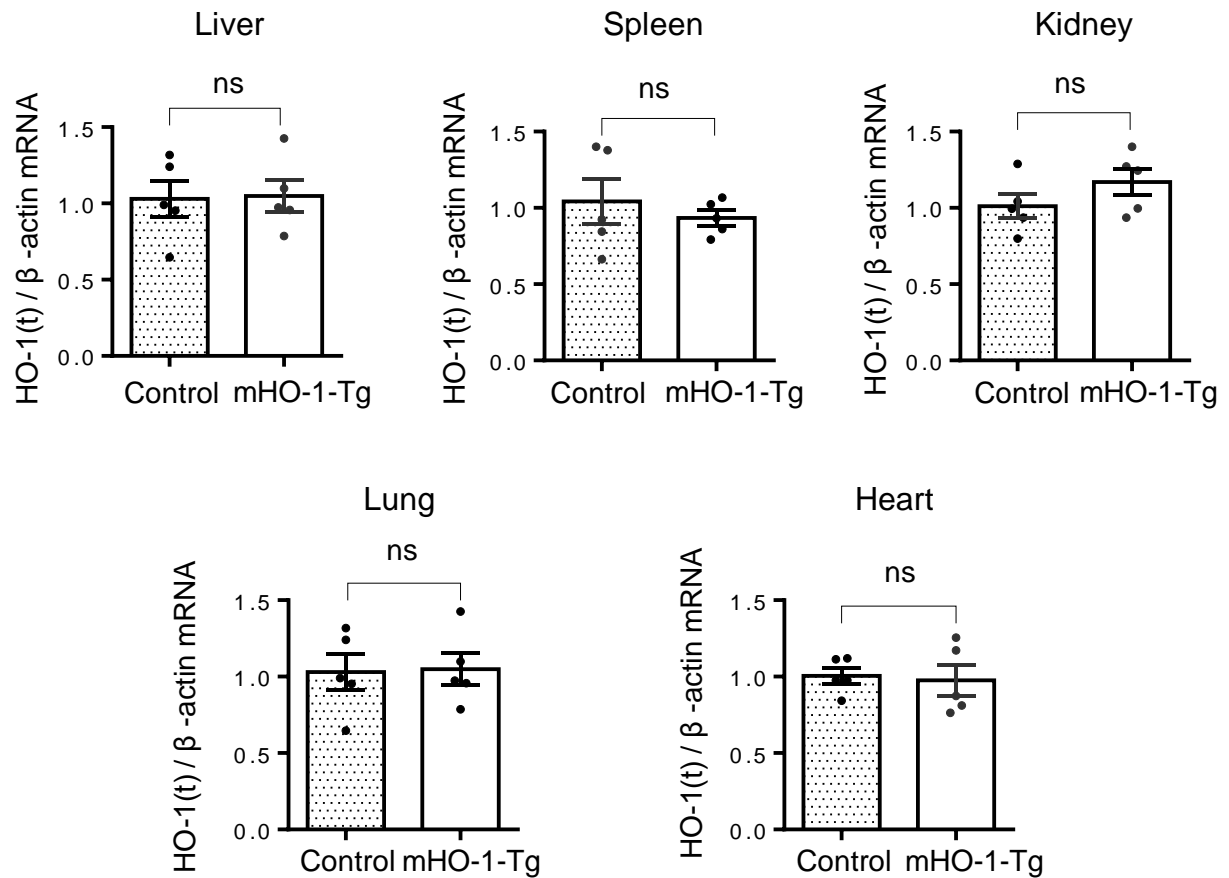 Liver
ns
HO-1(t) / β -actin mRNA
1.5
1.0
0.5
0.0
Control mHO-1-Tg
Spleen
ns
HO-1(t) / β -actin mRNA
1.5
1.0
0.5
0.0
Control mHO-1-Tg
Kidney
ns
HO-1(t) / β -actin mRNA
1.5
1.0
0.5
0.0
Control mHO-1-Tg
Lung
ns
HO-1(t) / β -actin mRNA
1.5
1.0
0.5
0.0
Control mHO-1-Tg
Heart
ns
HO-1(t) / β -actin mRNA
1.5
1.0
0.5
0.0
Control mHO-1-Tg